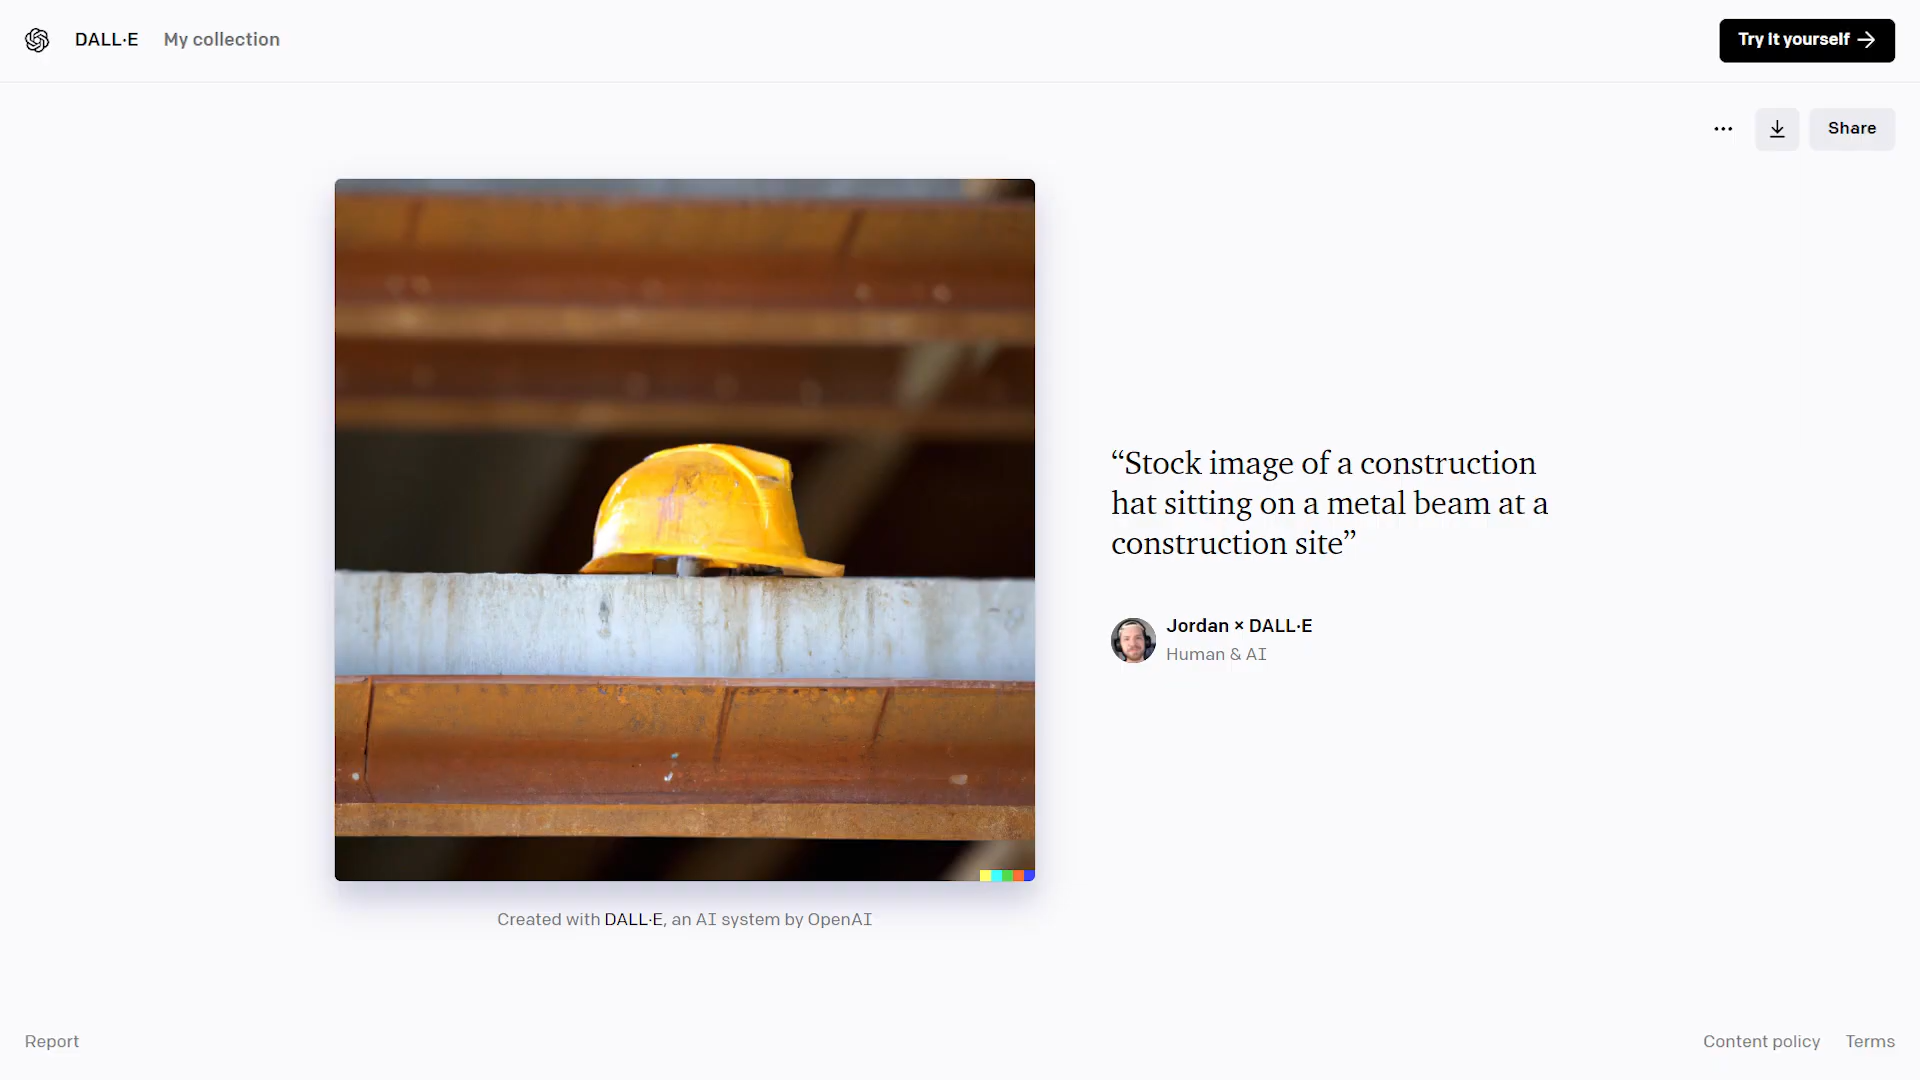 DALL·E
My collection
Try it yourself
Share
“Stock image of a construction
hat sitting on a metal beam at a
construction site”
Jordan × DALL·E
Human & AI
Created with DALL·E, an AI system by OpenAI
Report
Content policy
Terms